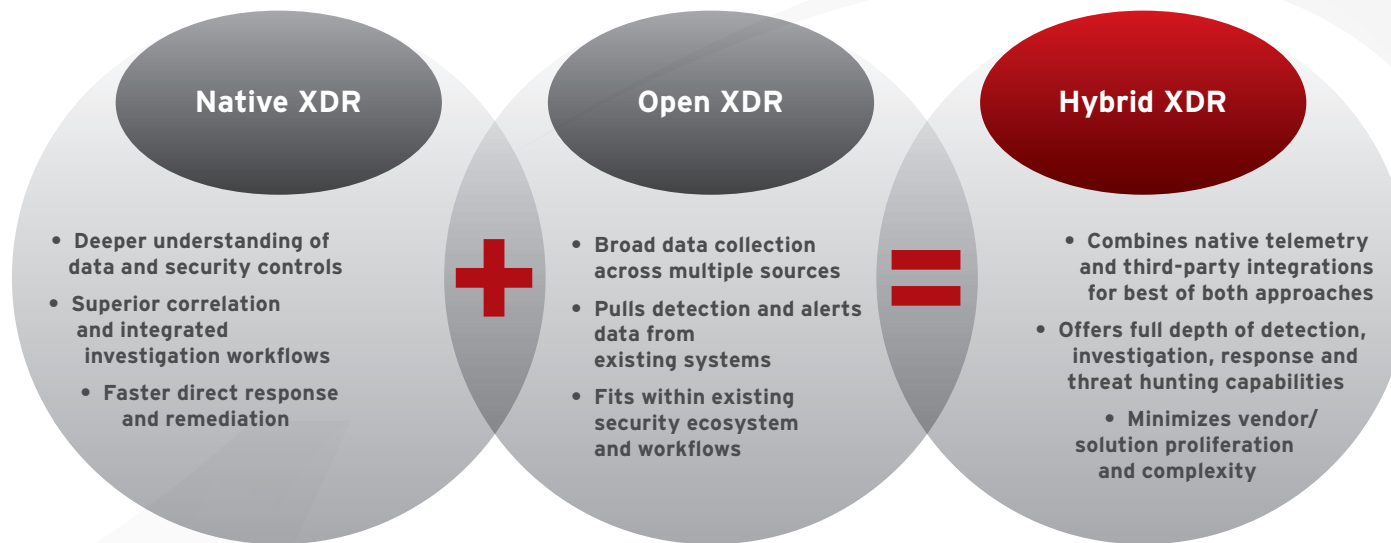 Native XDR
• Deeper understanding of
data and security controls
• Superior correlation
and integrated
investigation workflows
• Faster direct response
and remediation
+
Open XDR
• Broad data collection
across multiple sources
• Pulls detection and alerts
data from
existing systems
• Fits within existing
security ecosystem
and workflows
=
Hybrid XDR
• Combines native telemetry
and third-party integrations
for best of both approaches
• Offers full depth of detection,
investigation, response and
threat hunting capabilities
• Minimizes vendor/
solution proliferation
and complexity